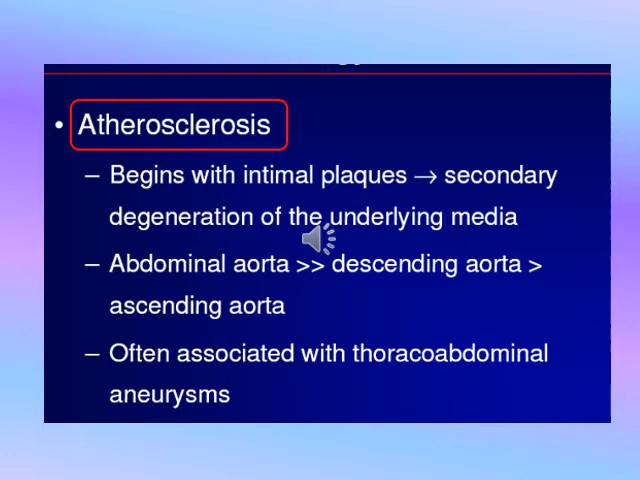 • Atherosclerosis
– Begins with intimal plaques → secondary
degeneration of the underlying media
– Abdominal aorta >> descending aorta >
ascending aorta
– Often associated with thoracoabdominal
aneurysms